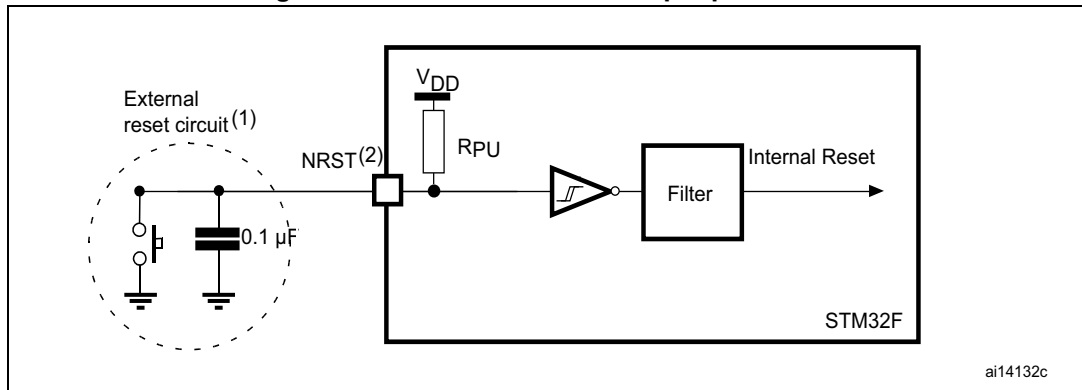 VDD
External
reset circuit(1)
RPU
NRST(2)
Internal Reset
Filter
0.1 µF
STM32F
ai14132c